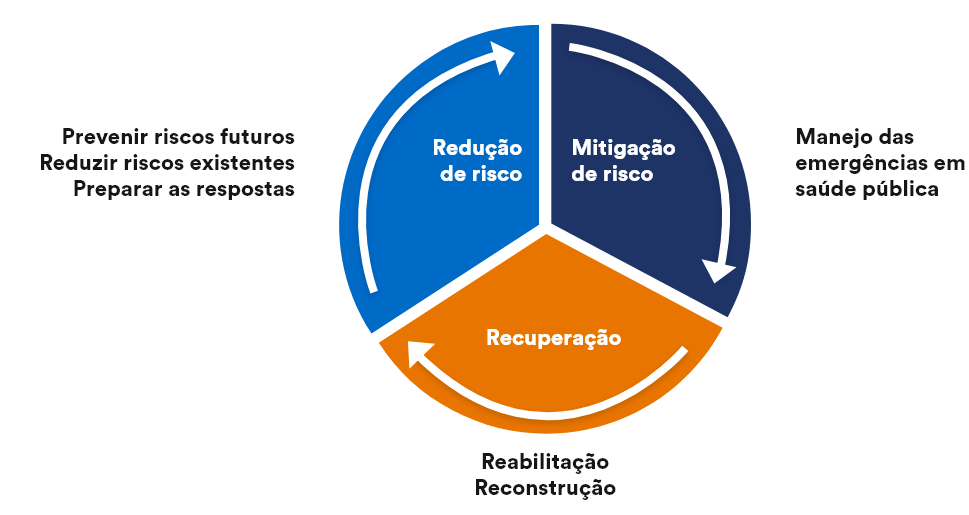 Prevenir riscos futuros
Reduzir riscos existentes
Preparar as respostas
Redução
de risco
Mitigação
de risco
Manejo das
emergências em
saúde pública
Recuperação
Reabilitação
Reconstrução